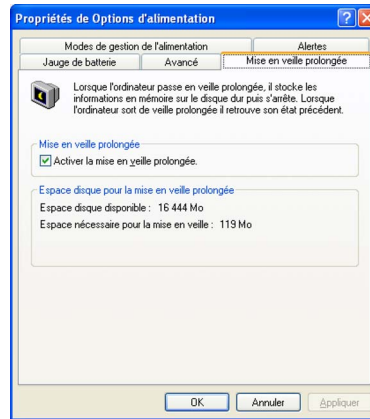 Propriétés de Options d'alimentation
Modes de gestion de l'alimentation Alertes
Jauge de batterie Avancé Mise en veille prolongée
Lorsque l'ordinateur passe en veille prolongée, il stocke les
informations en mémoire sur le disque dur puis s'arrête. Lorsque
l'ordinateur sort de veille prolongée il retrouve son état précédent.
Mise en veille prolongée
Activer la mise en veille prolongée.
Espace disque pour la mise en veille prolongée
Espace disque disponible : 16 444 Mo
Espace nécessaire pour la mise en veille : 119 Mo
OK Annuler Appliquer